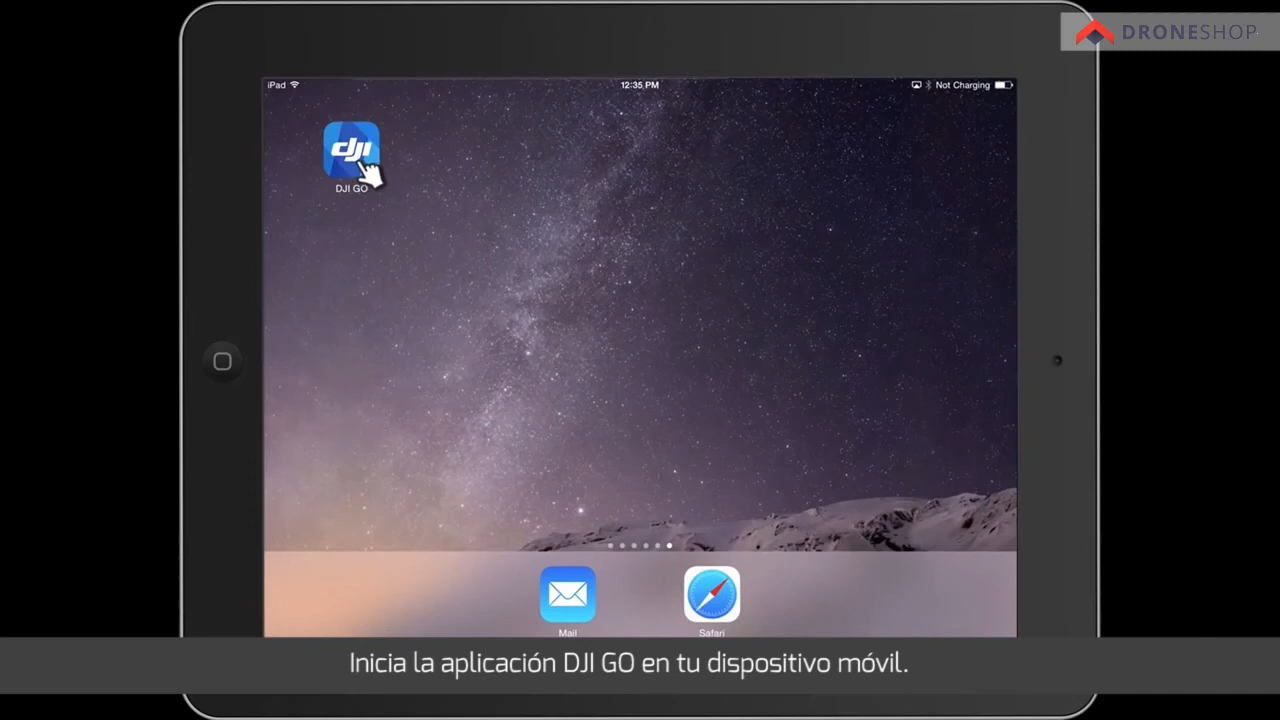 DRONESHOP
iPad 12:35 PM Not Charging
dji
DJI GO
Mail Safari
Inicia la aplicación DJI GO en tu dispositivo móvil.